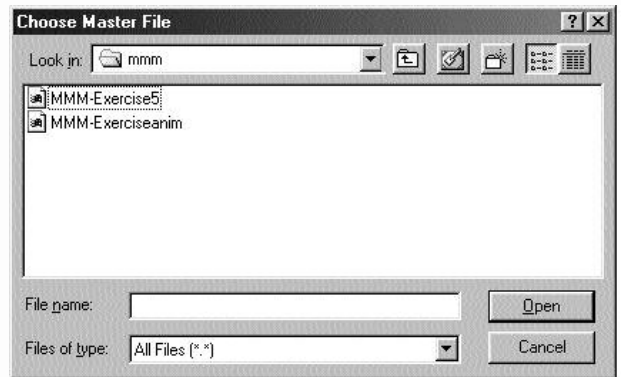 Choose Master File
Look in: mmm
MMM-Exercise5
MMM-Exerciseanim
File name:
Open
Files of type: All Files (*.*)
Cancel